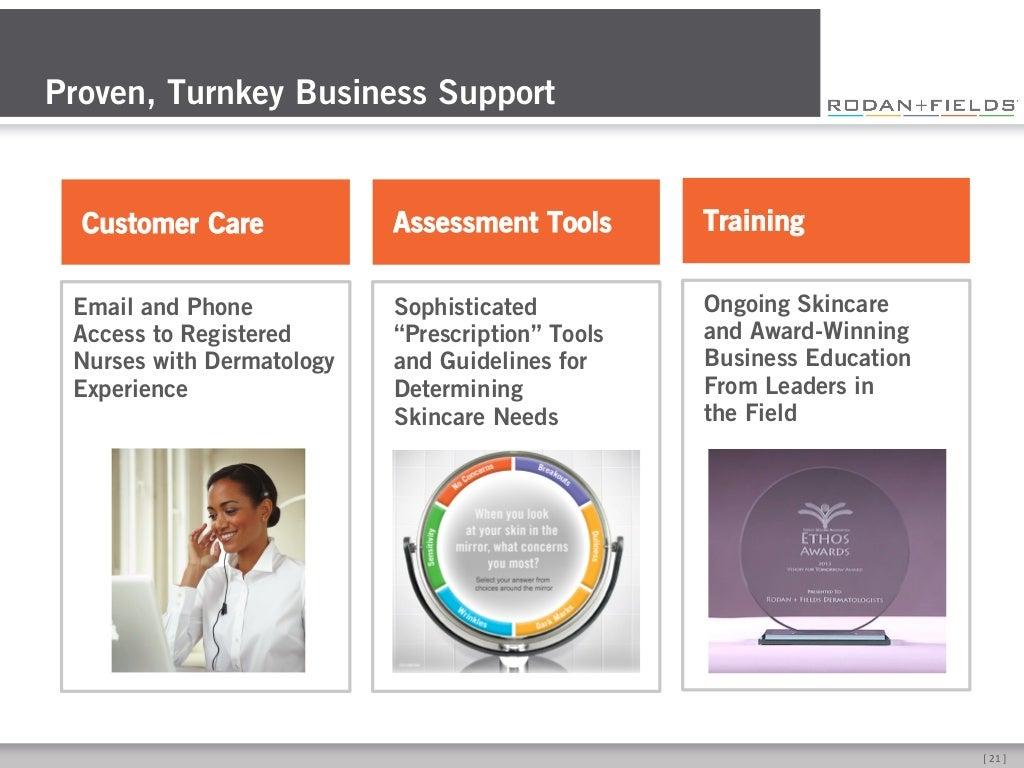 Proven, Turnkey Business Support
RODAN+FIELDS
Customer Care
Email and Phone
Access to Registered
Nurses with Dermatology
Experience
Assessment Tools
Sophisticated
“Prescription” Tools
and Guidelines for
Determining
Skincare Needs
No Concerns
Breakouts
Dullness
Dark Marks
Wrinkles
Sensitivity
When you look
at your skin in the
mirror, what concerns
you most?
Select your answer from
choices around the mirror
Training
Ongoing Skincare
and Award-Winning
Business Education
From Leaders in
the Field
ETHOS
AWARDS
2013
VISION FOR TOMORROW AWARD
PRESENTED TO:
RODAN + FIELDS DERMATOLOGISTS
[ 21 ]